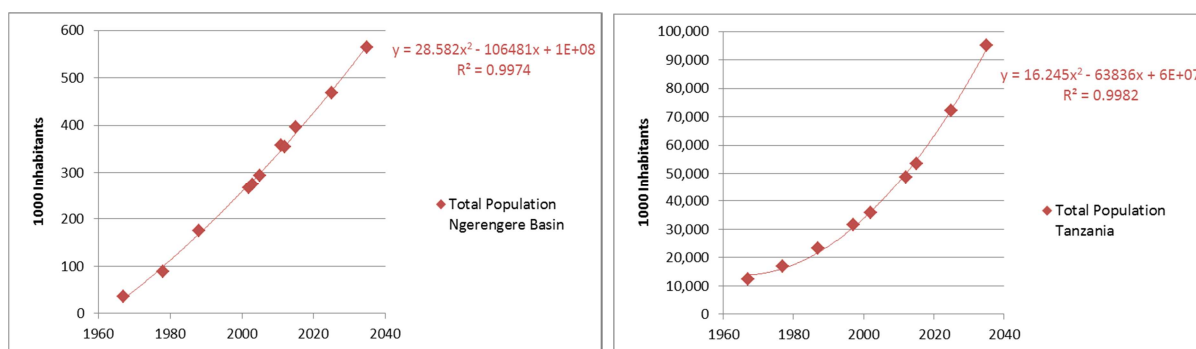 600
500
400
300
200
100
0
1960
1980
2000
2020
2040
1000 Inhabitants
y = 28.582x² - 106481x + 1E+08
R² = 0.9974
Total Population
Ngerengere Basin
100,000
90,000
80,000
70,000
60,000
50,000
40,000
30,000
20,000
10,000
0
1960
1980
2000
2020
2040
1000 Inhabitants
y = 16.245x² - 63836x + 6E+07
R² = 0.9982
Total Population
Tanzania